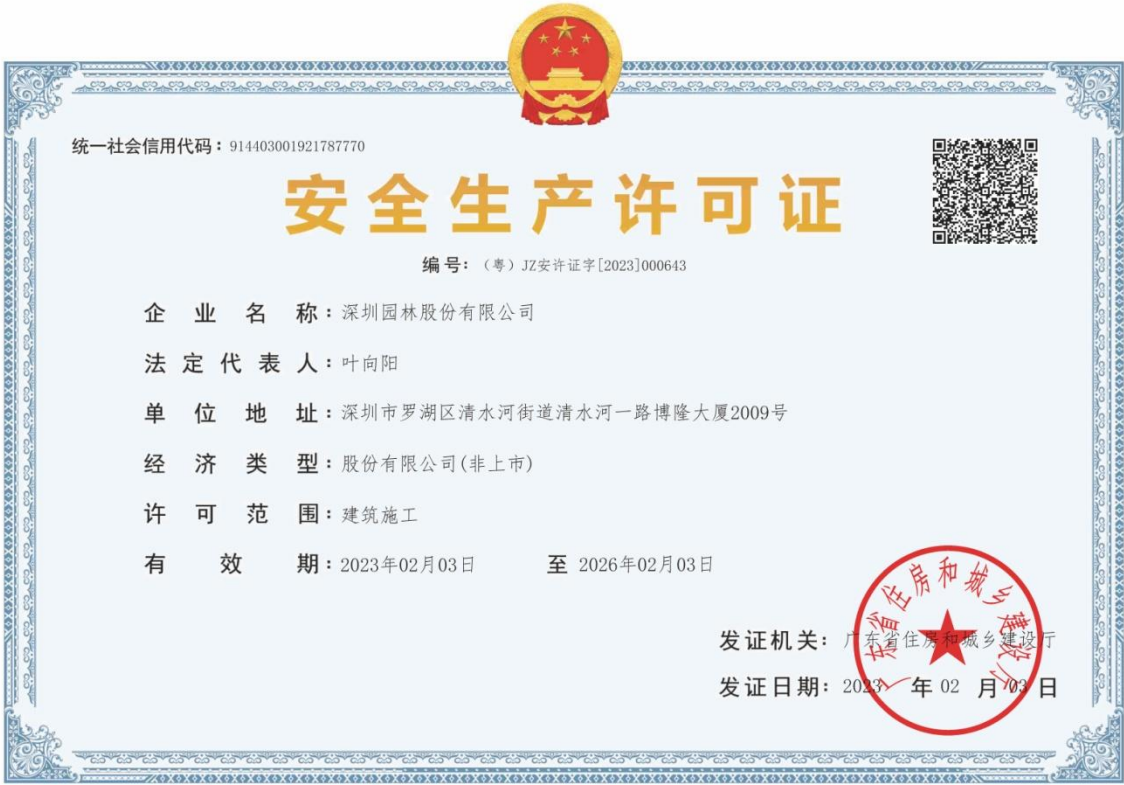 统一社会信用代码：914403001921787770
安全生产许可证
编号：（粤）JZ安许证字[2023]000643
企业名称：深圳园林股份有限公司
法定代表人：叶向阳
单位地址：深圳市罗湖区清水河街道清水河一路博隆大厦2009号
经济类型：股份有限公司(非上市)
许可范围：建筑施工
有效期：2023年02月03日 至 2026年02月03日
广东省住房和城乡建设厅
发证机关：广东省住房和城乡建设厅
发证日期：2023 年 02 月 03 日